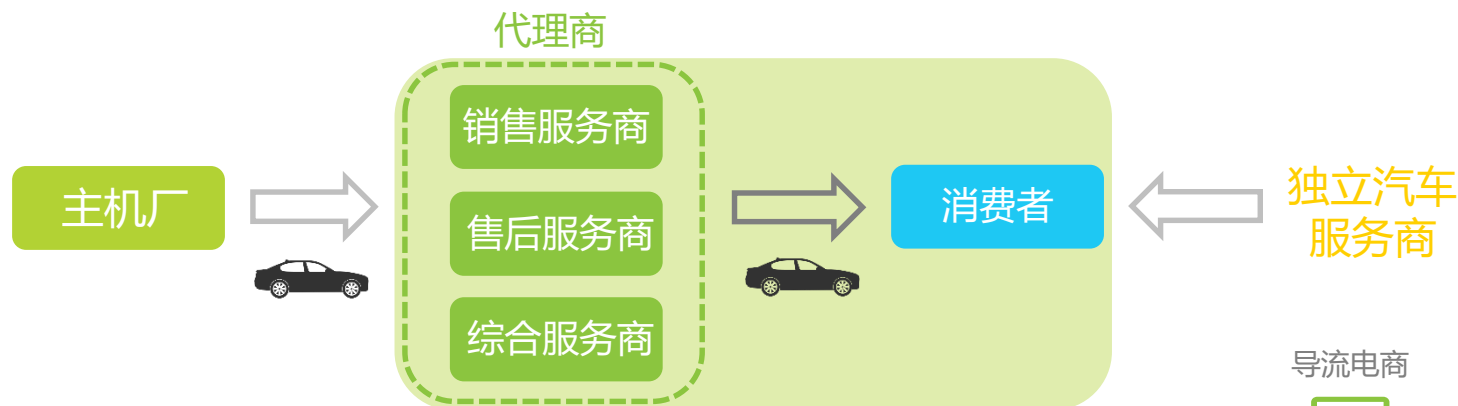 代理商
销售服务商
主机厂
售后服务商
综合服务商
消费者
独立汽车
服务商
导流电商